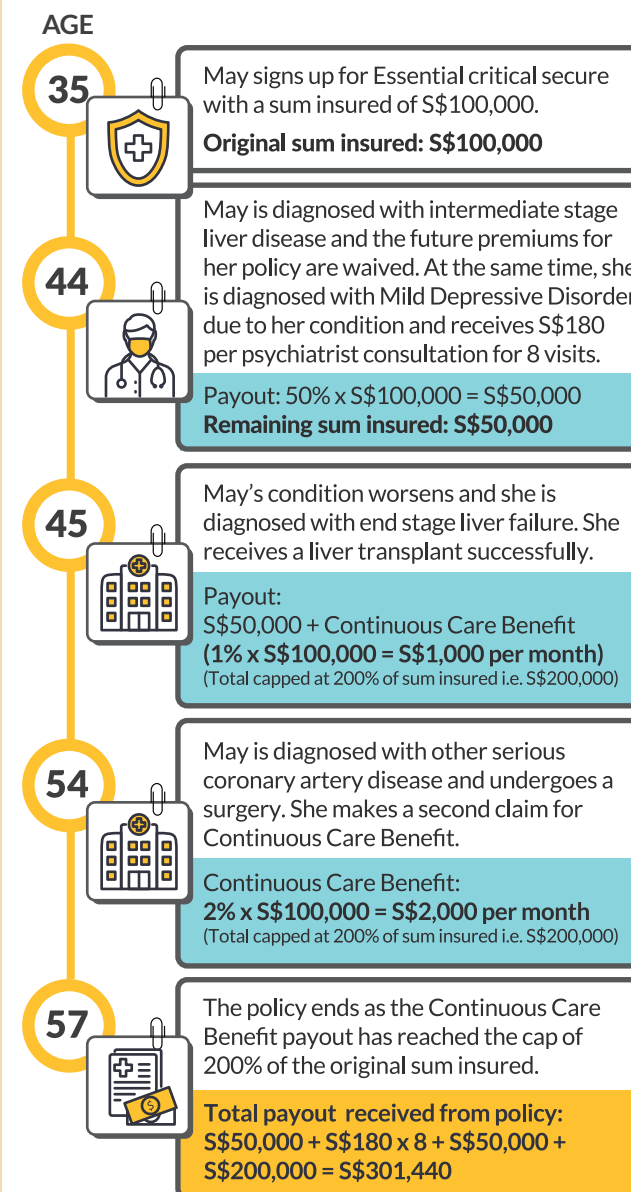 AGE
35
May signs up for Essential critical secure
with a sum insured of S$100,000.
Original sum insured: S$100,000
44
May is diagnosed with intermediate stage
liver disease and the future premiums for
her policy are waived. At the same time, she
is diagnosed with Mild Depressive Disorder
due to her condition and receives S$180
per psychiatrist consultation for 8 visits.
Payout: 50% x S$100,000 = S$50,000
Remaining sum insured: S$50,000
45
May's condition worsens and she is
diagnosed with end stage liver failure. She
receives a liver transplant successfully.
Payout:
S$50,000 + Continuous Care Benefit
(1% x S$100,000 = S$1,000 per month)
(Total capped at 200% of sum insured i.e. S$200,000)
54
May is diagnosed with other serious
coronary artery disease and undergoes a
surgery. She makes a second claim for
Continuous Care Benefit.
Continuous Care Benefit:
2% x S$100,000 = S$2,000 per month
(Total capped at 200% of sum insured i.e. S$200,000)
57
The policy ends as the Continuous Care
Benefit payout has reached the cap of
200% of the original sum insured.
Total payout received from policy:
S$50,000 + S$180 x 8 + S$50,000 +
S$200,000 = S$301,440